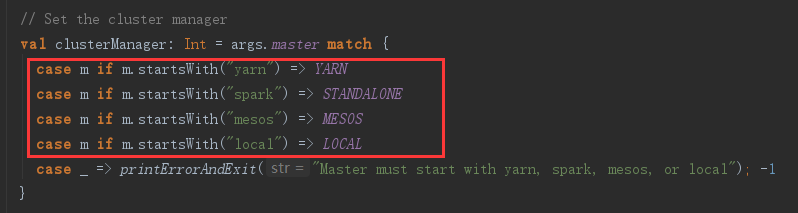 // Set the cluster manager
val clusterManager: Int = args.master match {
case m if m.startsWith("yarn") => YARN
case m if m.startsWith("spark") => STANDALONE
case m if m.startsWith("mesos") => MESOS
case m if m.startsWith("local") => LOCAL
case _ => printErrorAndExit( str = "Master must start with yarn, spark, mesos, or local"); -1
}